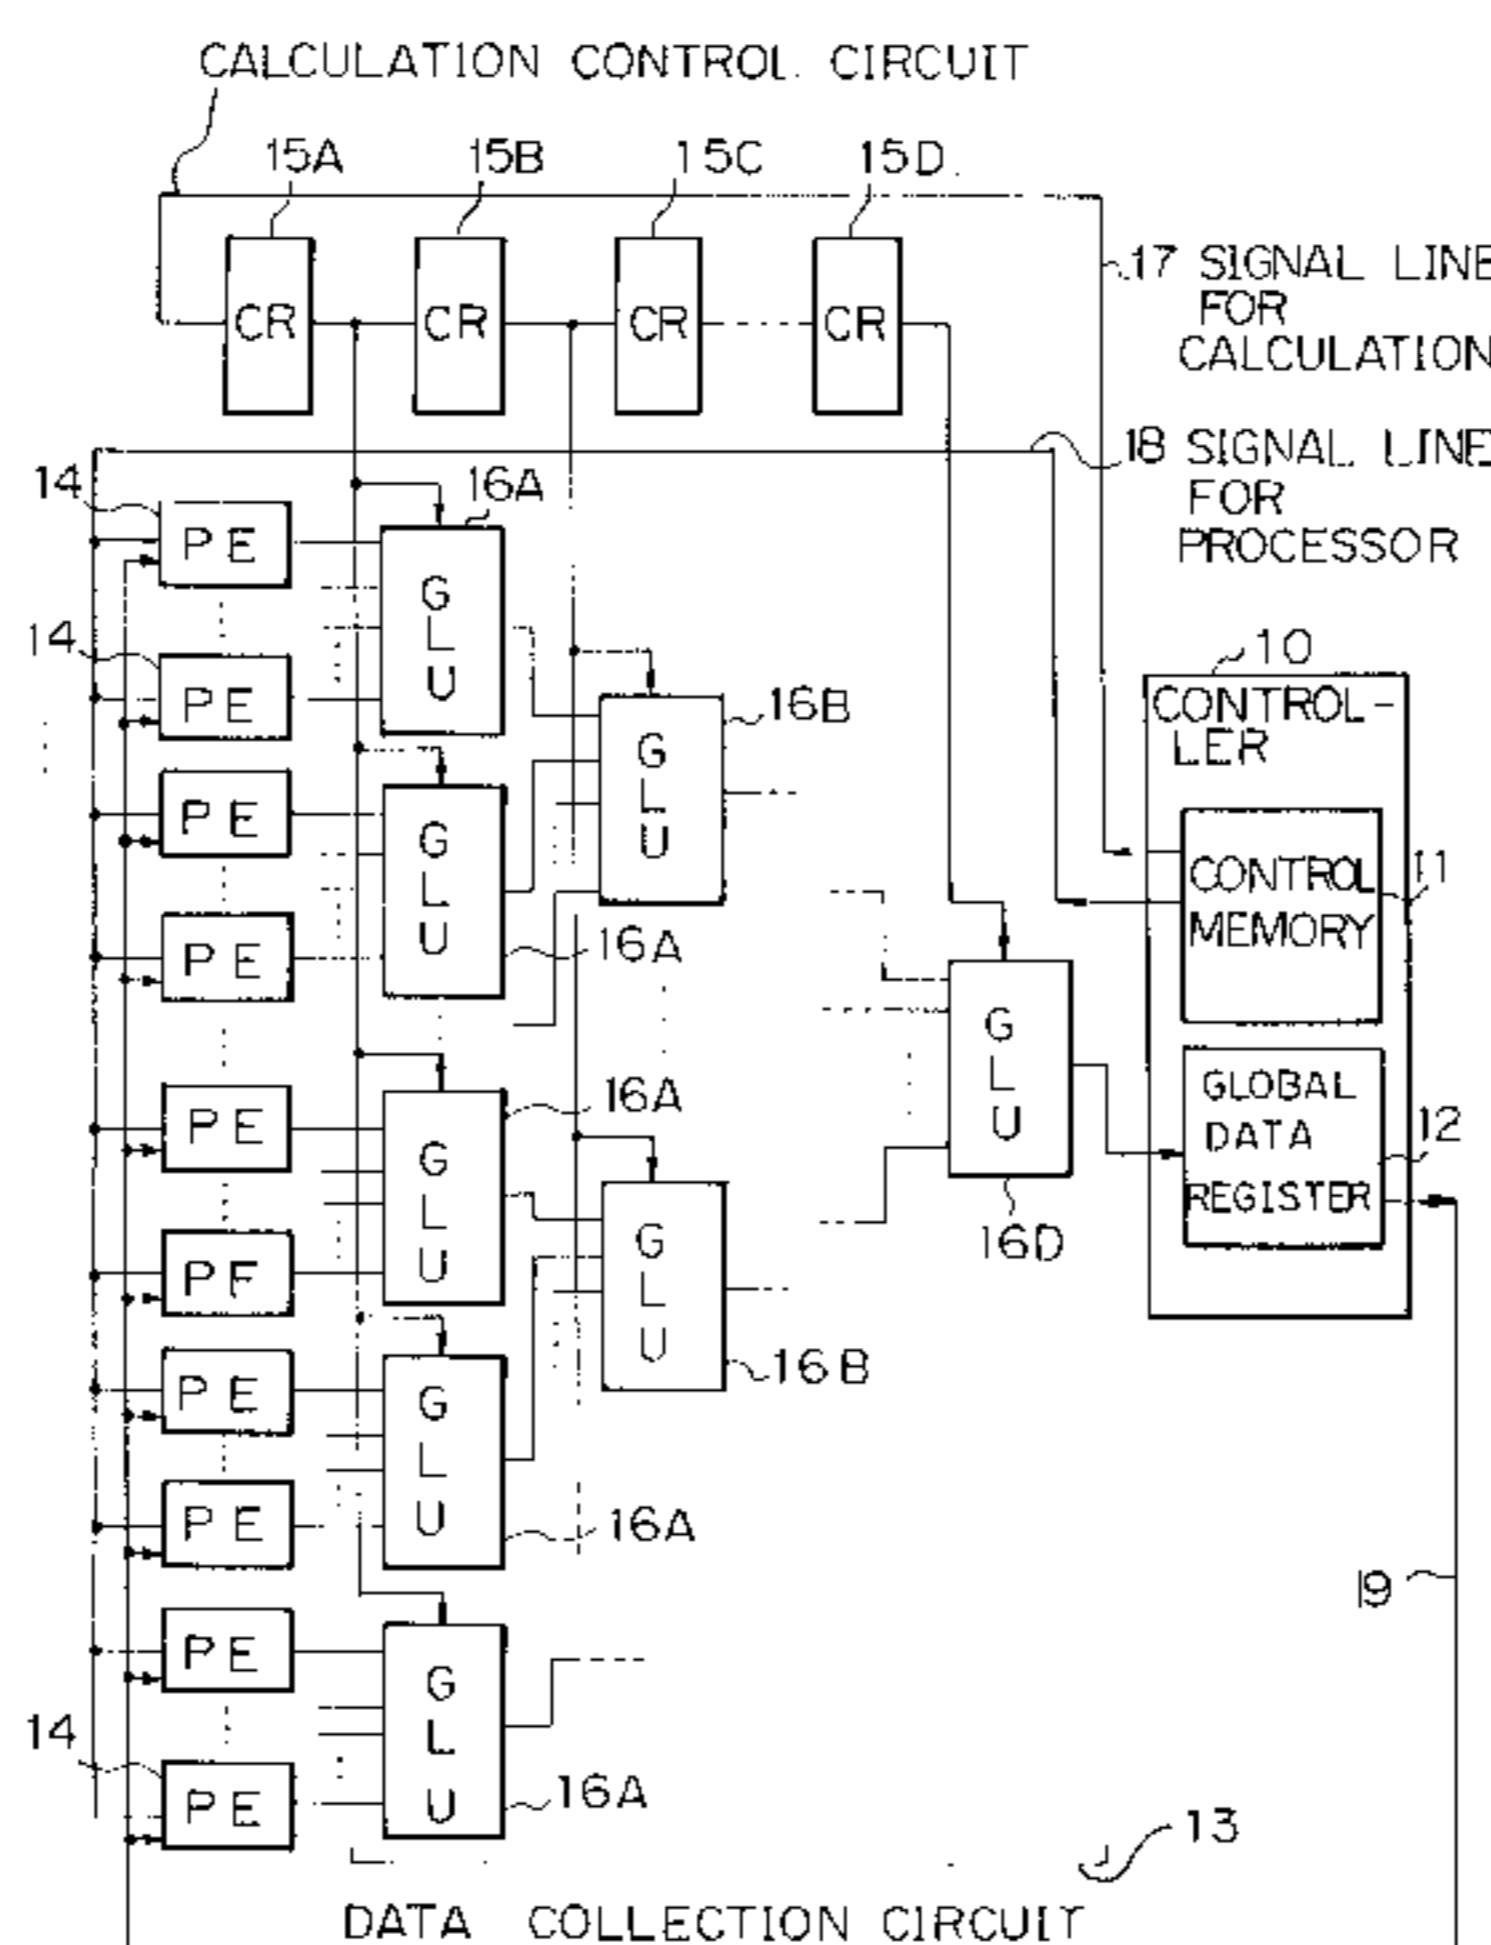 CALCULATION CONTROL CIRCUIT
15A 15B 15C 15D
CR CR CR CR
17 SIGNAL LINE
FOR
CALCULATION
18 SIGNAL LINE
FOR
PROCESSOR
14
PE
16A
GLU
14
PE
10
CONTROL-
LER
16B
GLU
PE
GLU
CONTROL
MEMORY
11
PE
16A
GLU
16D
GLOBAL
DATA
REGISTER
12
PE
16A
GLU
PE
GLU
16B
PE
GLU
PE
16A
19
PE
GLU
14
PE
16A
13
DATA COLLECTION CIRCUIT